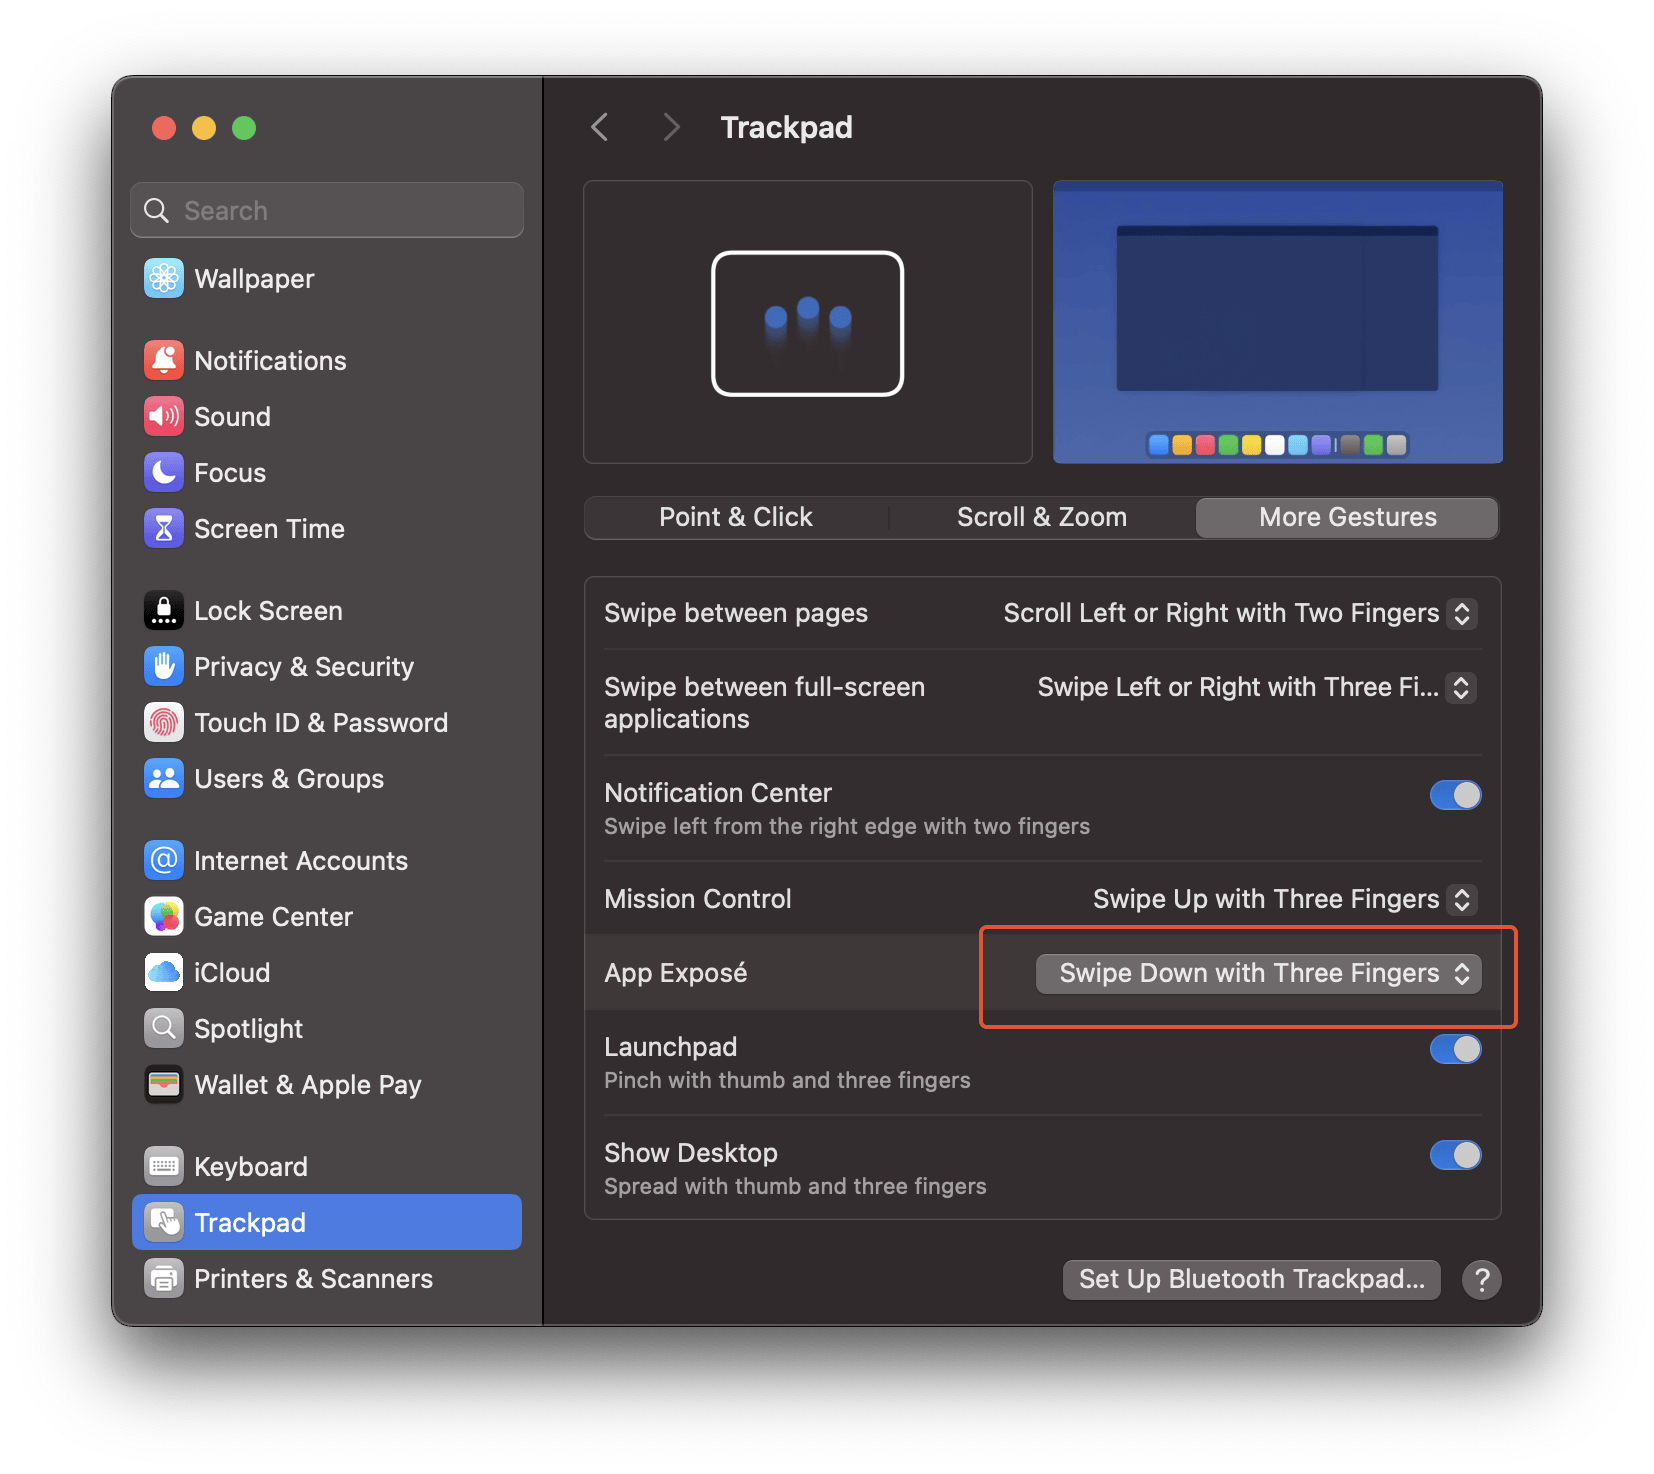 Trackpad
Search
Wallpaper
Notifications
Sound
Focus
Screen Time
Lock Screen
Privacy & Security
Touch ID & Password
Users & Groups
Internet Accounts
Game Center
iCloud
Spotlight
Wallet & Apple Pay
Keyboard
Trackpad
Printers & Scanners
Point & Click
Scroll & Zoom
More Gestures
Swipe between pages
Scroll Left or Right with Two Fingers
Swipe between full-screen
applications
Swipe Left or Right with Three Fi...
Notification Center
Swipe left from the right edge with two fingers
Mission Control
Swipe Up with Three Fingers
App Exposé
Swipe Down with Three Fingers
Launchpad
Pinch with thumb and three fingers
Show Desktop
Spread with thumb and three fingers
Set Up Bluetooth Trackpad...
?